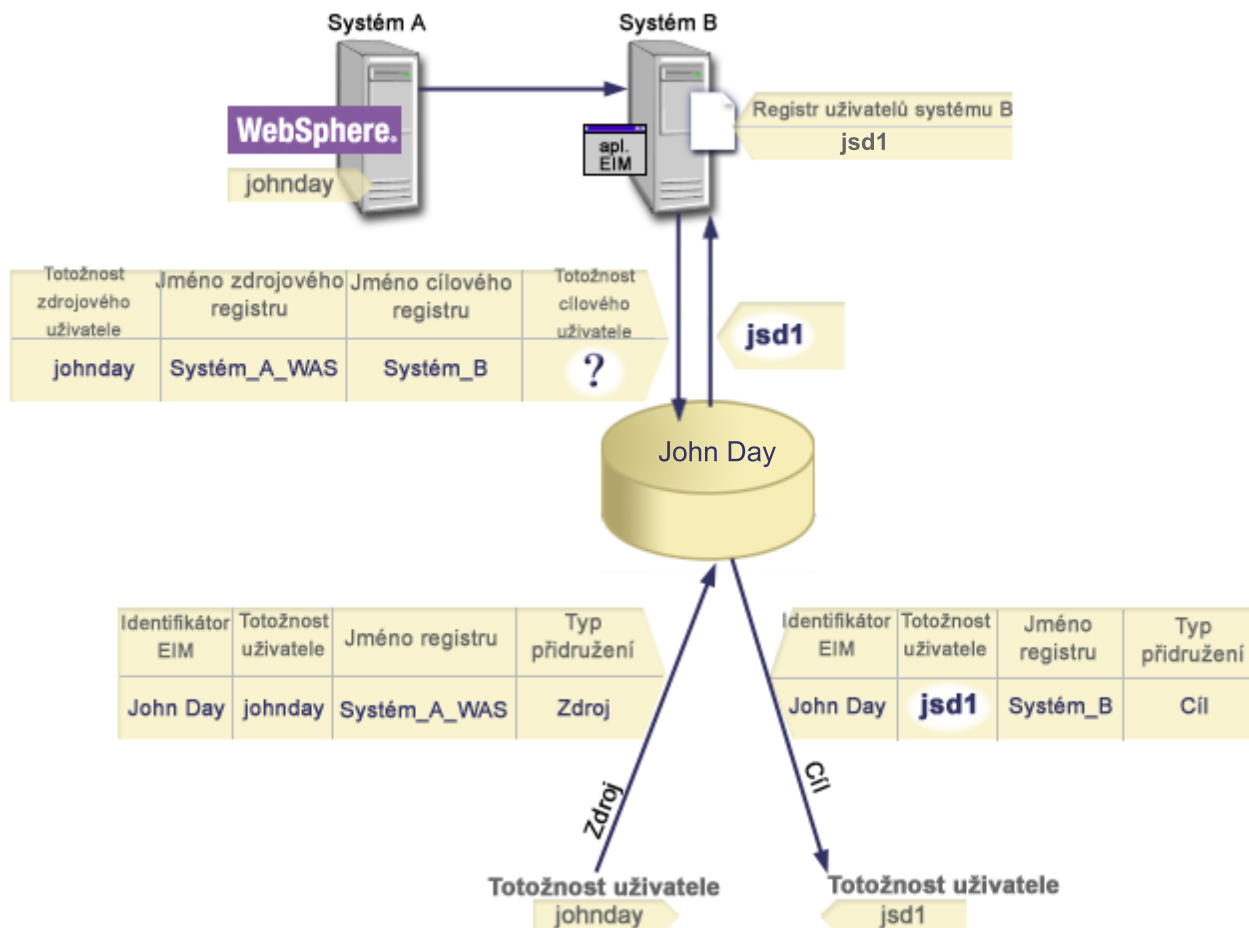 Systém A
Systém B
WebSphere.
johnday
apl.
EIM
Registr uživatelů systému B
jsd1
Totožnost
zdrojového
uživatele
Jméno zdrojového
registru
Jméno cílového
registru
Totožnost
cílového
uživatele
johnday
Systém_A_WAS
Systém_B
?
jsd1
John Day
Identifikátor
EIM
Totožnost
uživatele
Jméno registru
Typ
přidružení
John Day
johnday
Systém_A_WAS
Zdroj
Identifikátor
EIM
Totožnost
uživatele
Jméno
registru
Typ
přidružení
John Day
jsd1
Systém_B
Cíl
Zdroj
Cíl
Totožnost uživatele
johnday
Totožnost uživatele
jsd1